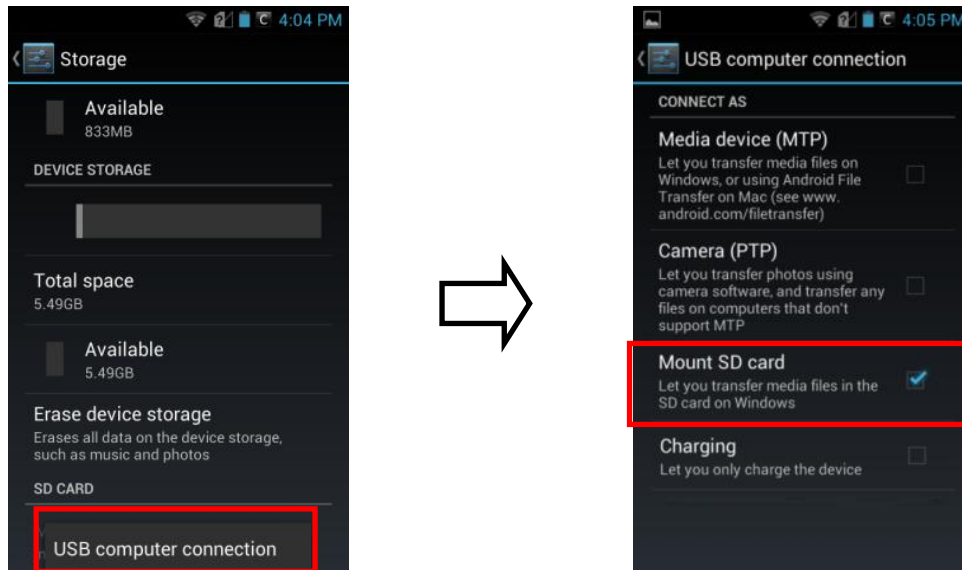 4:04 PM
Storage
Available
833MB
DEVICE STORAGE
Total space
5.49GB
Available
5.49GB
Erase device storage
Erases all data on the device storage,
such as music and photos
SD CARD
USB computer connection
4:05 PM
USB computer connection
CONNECT AS
Media device (MTP)
Let you transfer media files on
Windows, or using Android File
Transfer on Mac (see www.
android.com/filetransfer)
Camera (PTP)
Let you transfer photos using
camera software, and transfer any
files on computers that don't
support MTP
Mount SD card
Let you transfer media files in the
SD card on Windows
Charging
Let you only charge the device